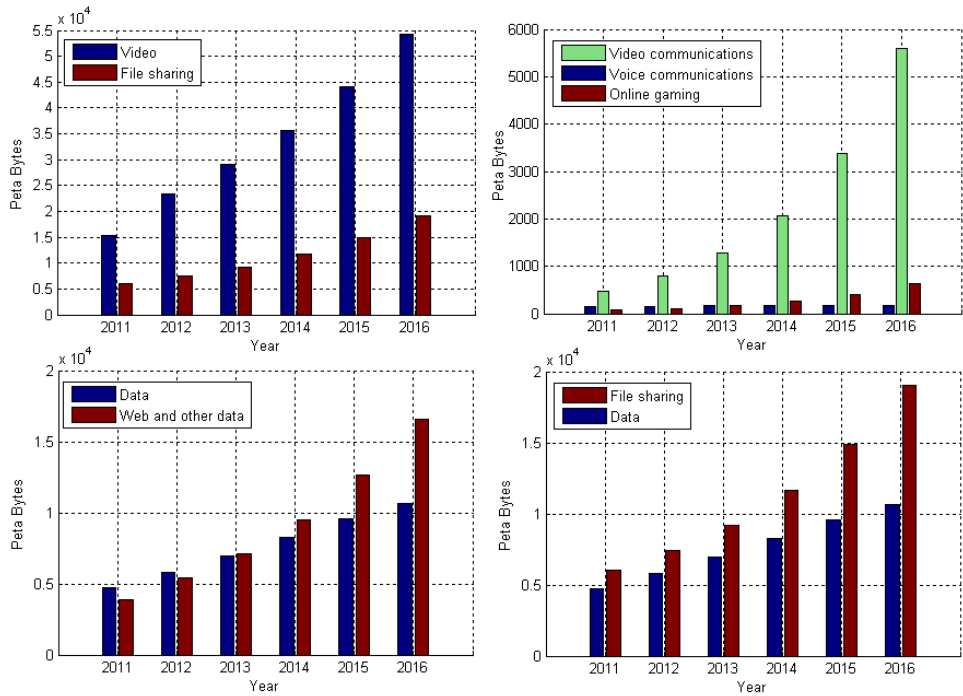 x 10^4
5.5
5
4.5
4
3.5
3
2.5
2
1.5
1
0.5
0
Peta Bytes
Video
File sharing
2011 2012 2013 2014 2015 2016
Year
6000
5000
4000
3000
2000
1000
0
Peta Bytes
Video communications
Voice communications
Online gaming
2011 2012 2013 2014 2015 2016
Year
x 10^4
2
1.5
1
0.5
0
Peta Bytes
Data
Web and other data
2011 2012 2013 2014 2015 2016
Year
x 10^4
2
1.5
1
0.5
0
Peta Bytes
File sharing
Data
2011 2012 2013 2014 2015 2016
Year